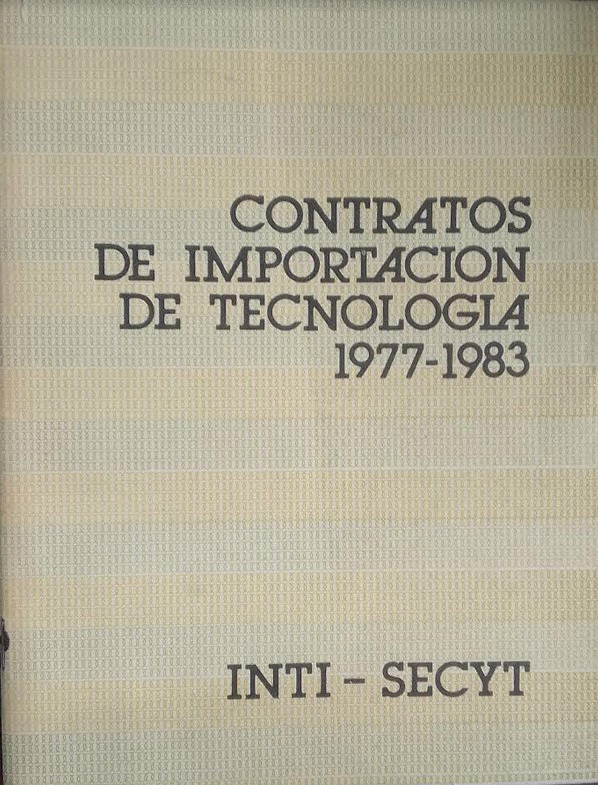 CONTRATOS
DE IMPORTACION
DE TECNOLOGIA
1977-1983
INTI - SECYT